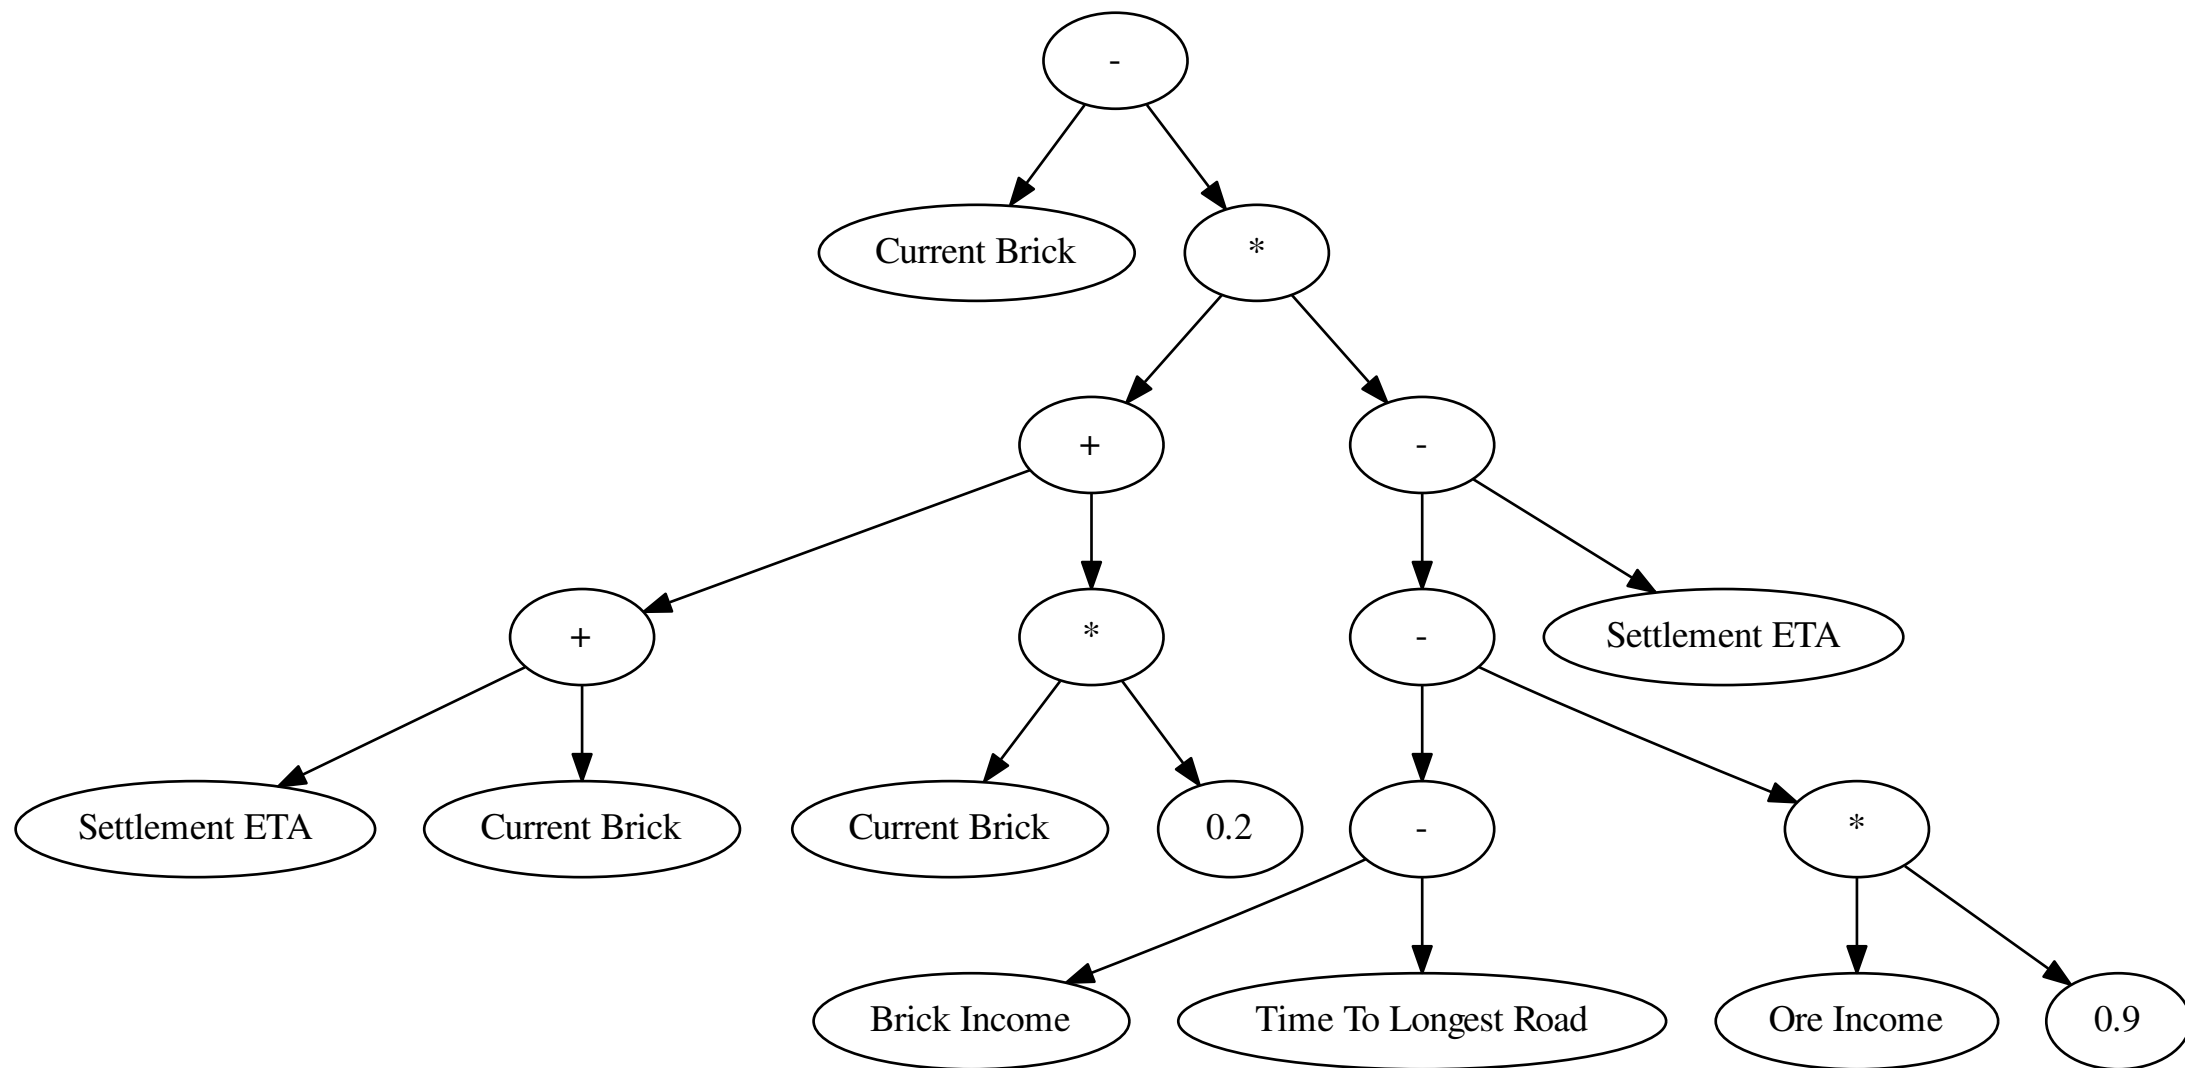 -
Current Brick
*
+
-
+
*
-
Settlement ETA
Settlement ETA
Current Brick
Current Brick
0.2
-
*
Brick Income
Time To Longest Road
Ore Income
0.9